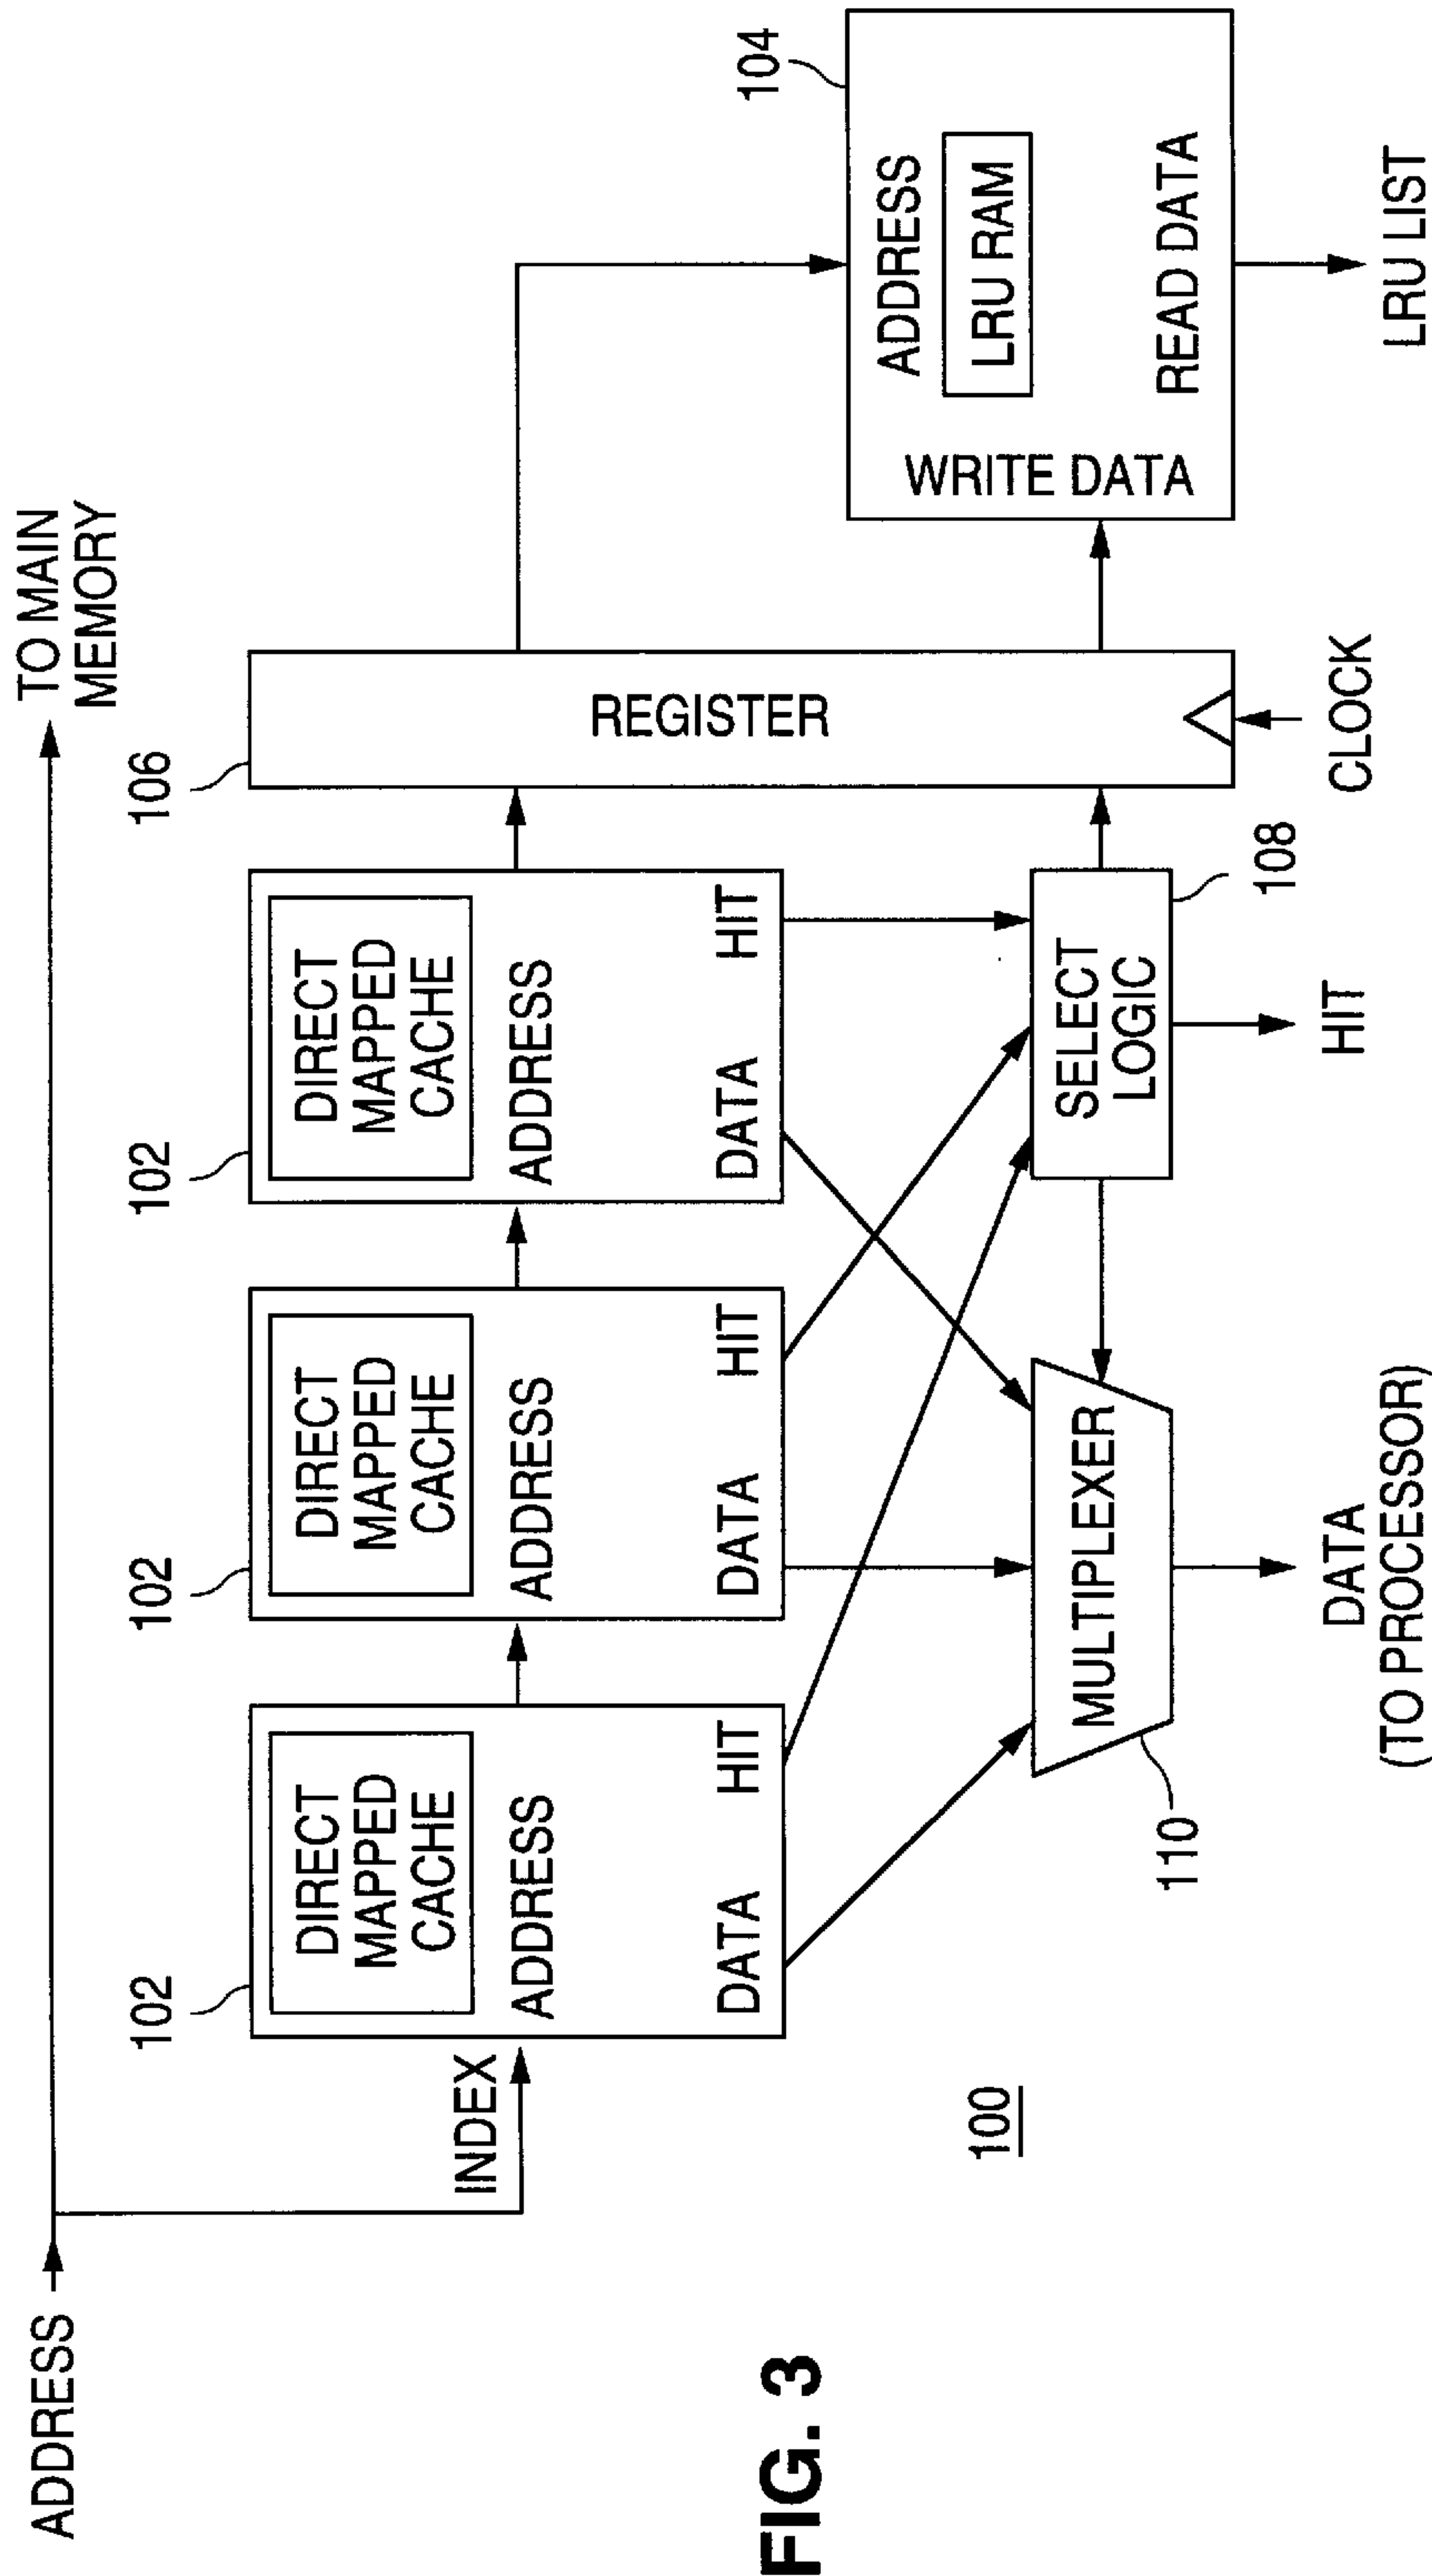 ADDRESS
TO MAIN
MEMORY
INDEX
102
DIRECT
MAPPED
CACHE
ADDRESS
DATA
HIT
102
DIRECT
MAPPED
CACHE
ADDRESS
DATA
HIT
102
DIRECT
MAPPED
CACHE
ADDRESS
DATA
HIT
106
REGISTER
CLOCK
104
ADDRESS
LRU RAM
WRITE DATA
READ DATA
LRU LIST
108
SELECT
LOGIC
HIT
110
MULTIPLEXER
DATA
(TO PROCESSOR)
100
FIG. 3